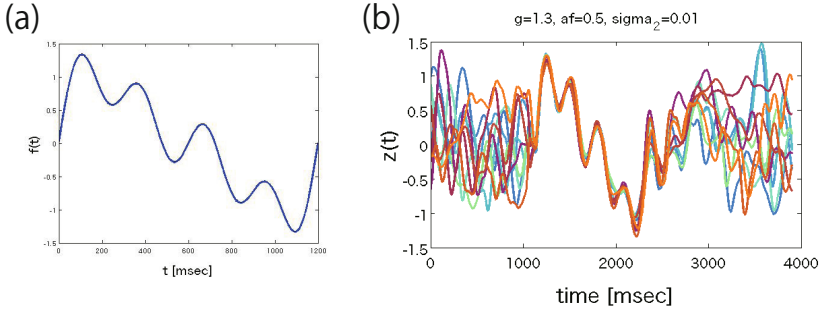 (a)
f(t)
1.5
1
0.5
0
-0.5
-1
-1.5
0 200 400 600 800 1000 1200
t [msec]
(b)
g=1.3, af=0.5, sigma2=0.01
z(t)
1.5
1
0.5
0
-0.5
-1
-1.5
0 1000 2000 3000 4000
time [msec]